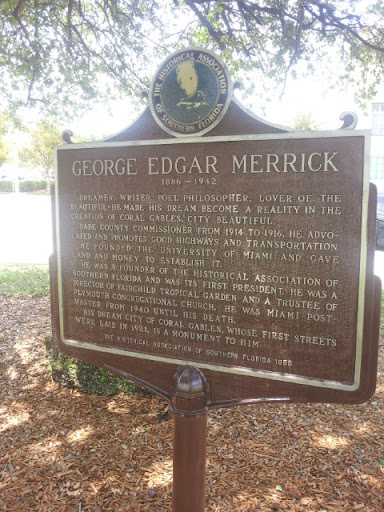 THE HISTORICAL ASSOCIATION
OF SOUTHERN FLORIDA
GEORGE EDGAR MERRICK
1886-1942
DREAMER, WRITER, POET, PHILOSOPHER, LOVER OF THE
BEAUTIFUL-HE MADE HIS DREAM BECOME A REALITY IN THE
CREATION OF CORAL GABLES, CITY BEAUTIFUL.
DADE COUNTY COMMISSIONER FROM 1914 TO 1916, HE ADVO-
CATED AND PROMOTED GOOD HIGHWAYS AND TRANSPORTATION
HE FOUNDED THE UNIVERSITY OF MIAMI AND GAVE
LAND AND MONEY TO ESTABLISH IT.
HE WAS A FOUNDER OF THE HISTORICAL ASSOCIATION OF
SOUTHERN FLORIDA AND WAS ITS FIRST PRESIDENT. HE WAS A
DIRECTOR OF FAIRCHILD TROPICAL GARDEN AND A TRUSTEE OF
PLYMOUTH CONGREGATIONAL CHURCH. HE WAS MIAMI POST-
MASTER FROM 1940 UNTIL HIS DEATH.
HIS DREAM CITY OF CORAL GABLES, WHOSE FIRST STREETS
WERE LAID IN 1921, IS A MONUMENT TO HIM.
THE HISTORICAL ASSOCIATION OF SOUTHERN FLORIDA